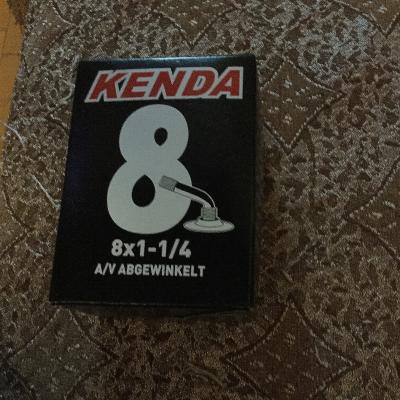 KENDA
8
8x1-1/4
A/V ABGEWINKELT